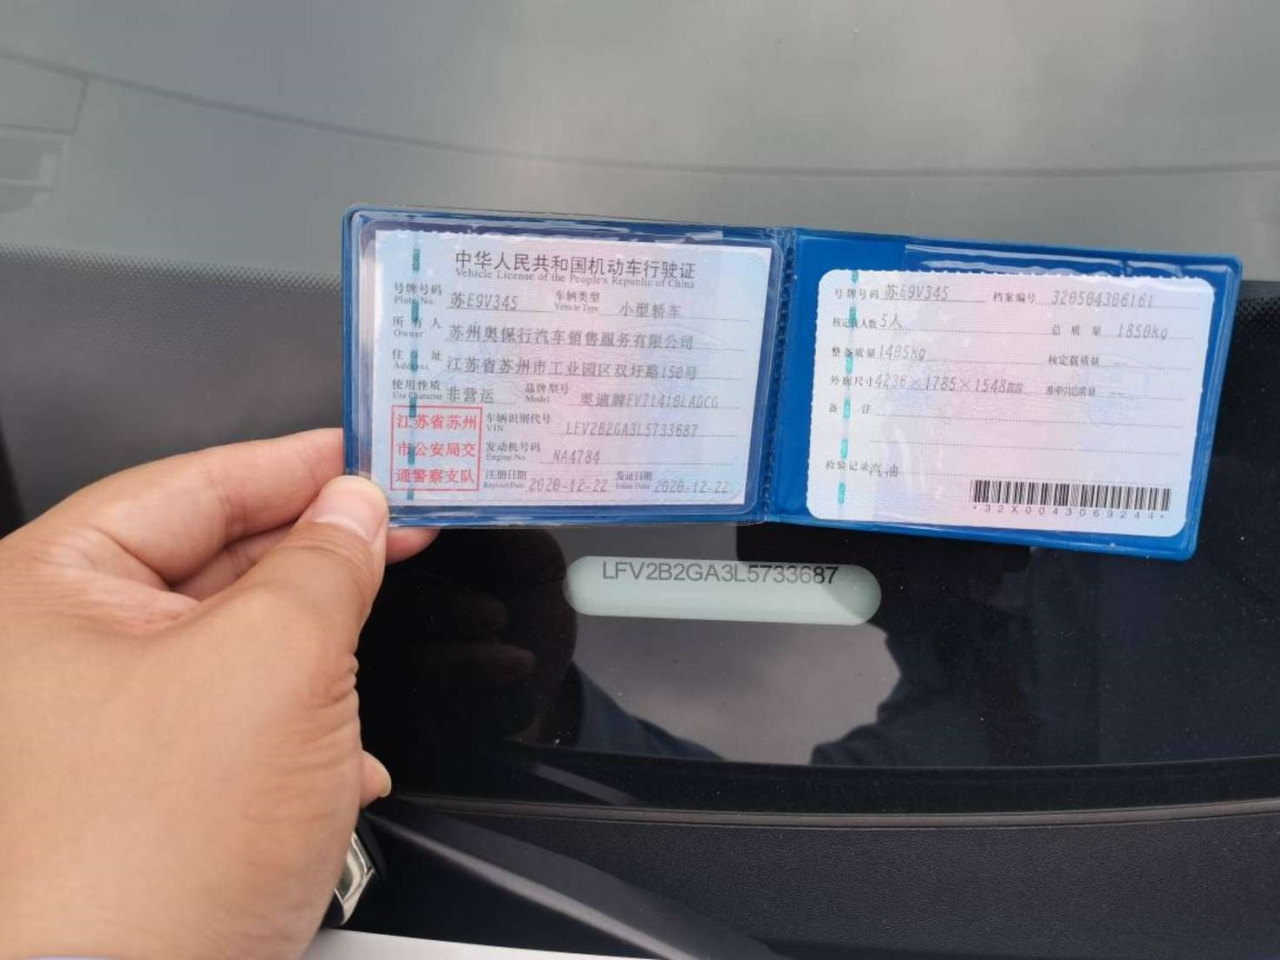 中华人民共和国机动车行驶证
Vehicle License of the People's Republic of China
号牌号码 苏E9V345 车辆类型 小型轿车
Plate No. Vehicle Type
所有人 苏州奥保行汽车销售服务有限公司
Owner
住址 江苏省苏州市工业园区双圩路150号
Address
使用性质 非营运 品牌型号 奥迪牌FV71410LADCG
Use Character Model
江苏省苏州
市公安局交
通警察支队
车辆识别代号 LFV2B2GA3L5733687
VIN
发动机号码 NA4784
Engine No.
注册日期 2020-12-22 发证日期 2020-12-22
Register Date Issue Date
号牌号码 苏E9V345 档案编号 320504306161
核定载人数 5人 总质量 1850kg
整备质量 1405kg 核定载质量
外廓尺寸 4236×1785×1548mm 准牵引总质量 --
备注
检验记录 汽油
*32X0043069244*
LFV2B2GA3L5733687